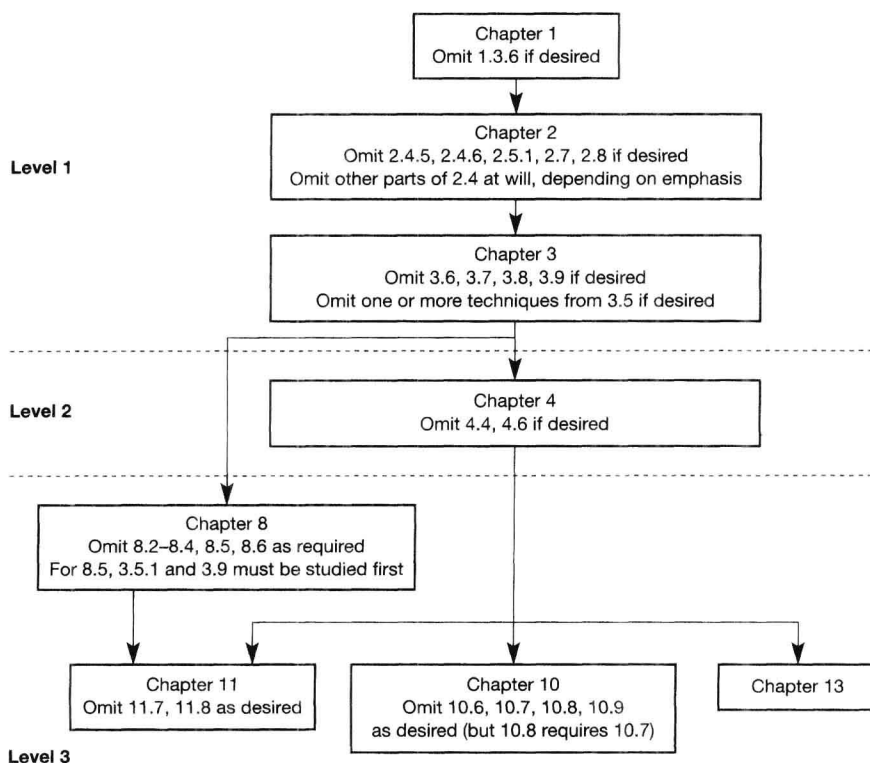 Chapter 1
Omit 1.3.6 if desired
Level 1
Chapter 2
Omit 2.4.5, 2.4.6, 2.5.1, 2.7, 2.8 if desired
Omit other parts of 2.4 at will, depending on emphasis
Chapter 3
Omit 3.6, 3.7, 3.8, 3.9 if desired
Omit one or more techniques from 3.5 if desired
Level 2
Chapter 4
Omit 4.4, 4.6 if desired
Chapter 8
Omit 8.2–8.4, 8.5, 8.6 as required
For 8.5, 3.5.1 and 3.9 must be studied first
Chapter 11
Omit 11.7, 11.8 as desired
Chapter 10
Omit 10.6, 10.7, 10.8, 10.9
as desired (but 10.8 requires 10.7)
Chapter 13
Level 3